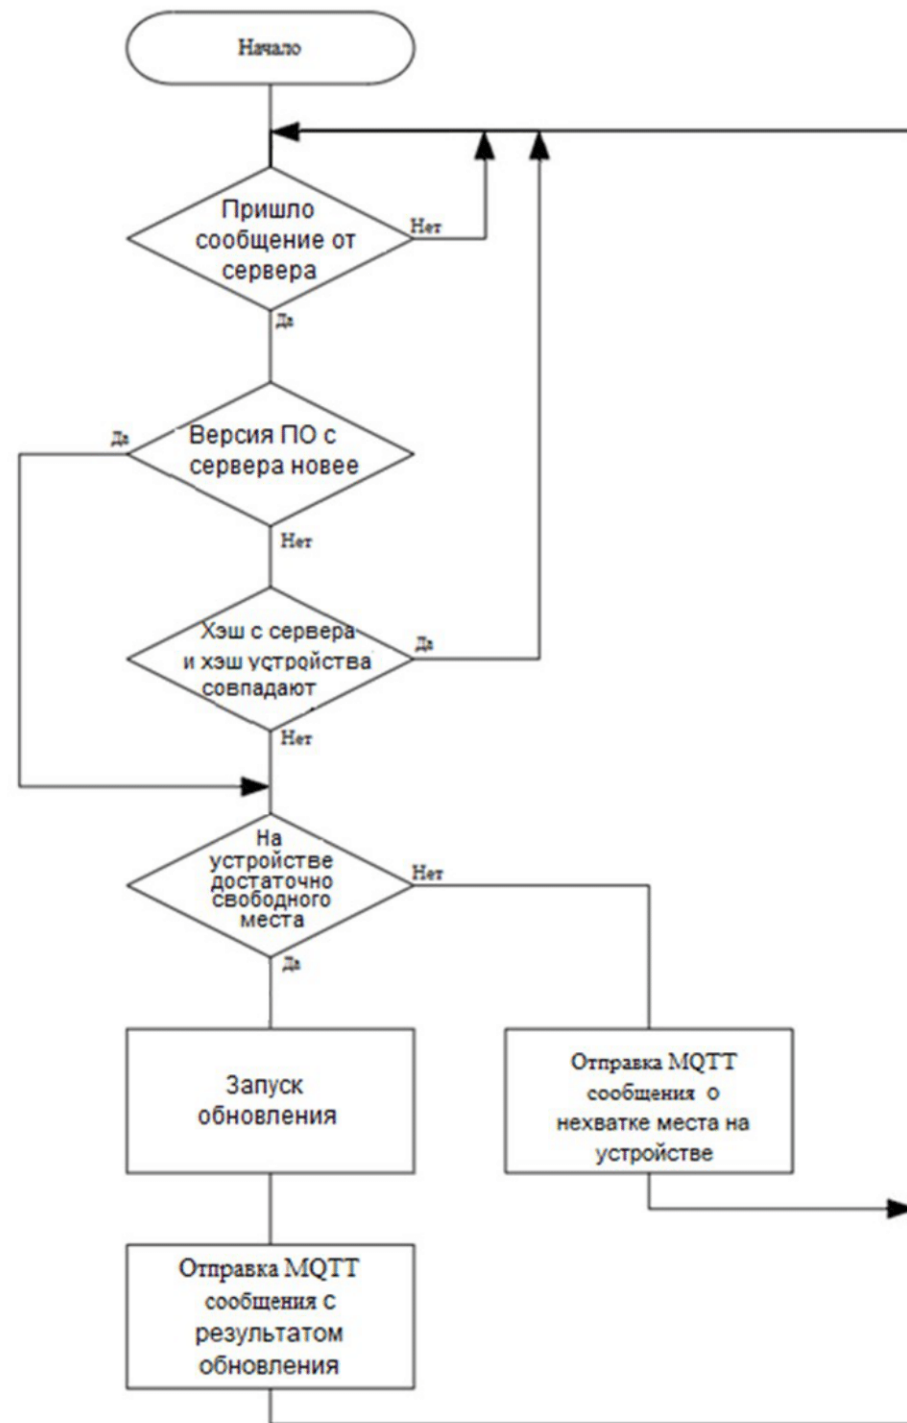 Начало
Пришло
сообщение от
сервера
Нет
Да
Версия ПО с
сервера новее
Да
Нет
Хэш с сервера
и хэш устройства
совпадают
Да
Нет
На
устройстве
достаточно
свободного
места
Нет
Да
Запуск
обновления
Отправка MQTT
сообщения о
нехватке места на
устройстве
Отправка MQTT
сообщения с
результатом
обновления